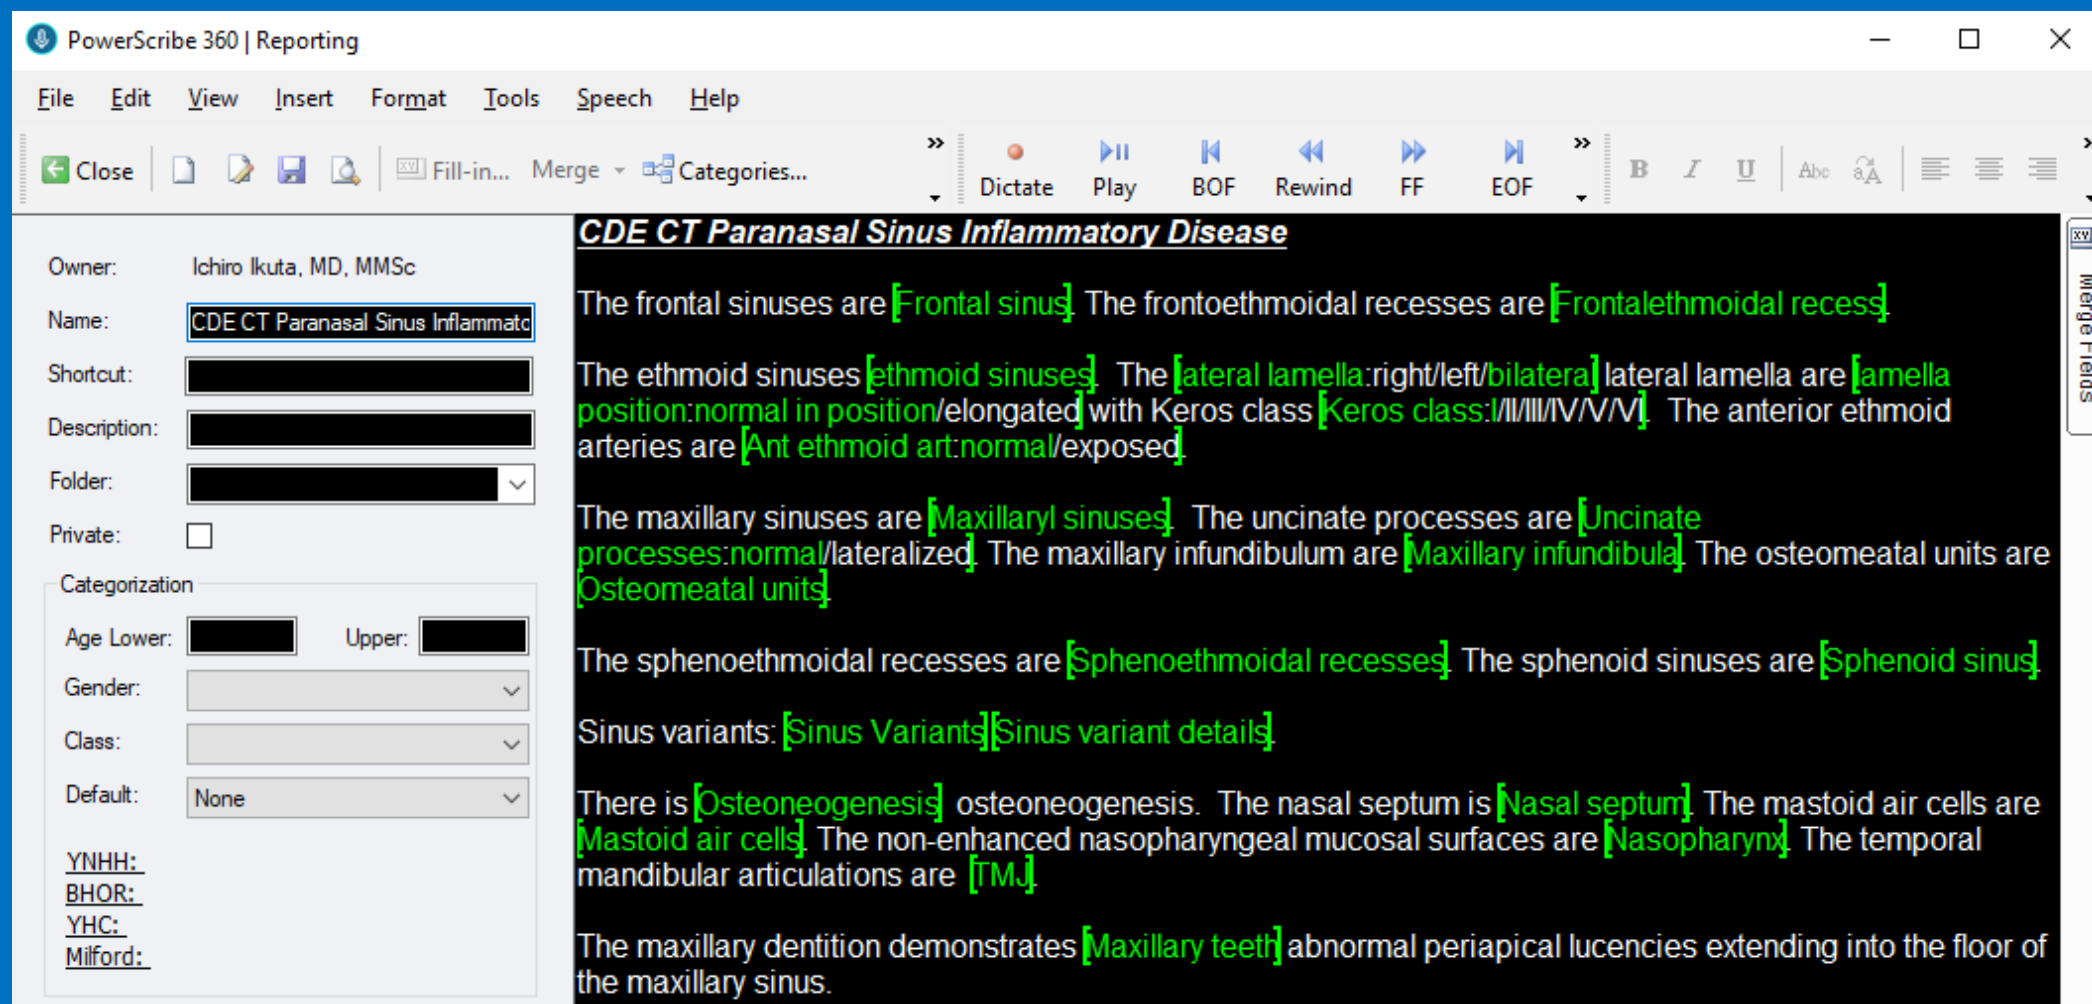 PowerScribe 360 | Reporting
File Edit View Insert Format Tools Speech Help
Close Fill-in... Merge Categories... » Dictate Play BOF Rewind FF EOF » B I U Abc
Owner: Ichiro Ikuta, MD, MMSc
Name: CDE CT Paranasal Sinus Inflammatc
Shortcut:
Description:
Folder:
Private:
Categorization
Age Lower: Upper:
Gender:
Class:
Default: None
YNHH:
BHOR:
YHC:
Milford:
CDE CT Paranasal Sinus Inflammatory Disease
The frontal sinuses are [Frontal sinus]. The frontoethmoidal recesses are [Frontalethmoidal recess].
The ethmoid sinuses [ethmoid sinuses].  The [lateral lamella:right/left/bilateral] lateral lamella are [lamella
position:normal in position/elongated] with Keros class [Keros class:I/II/III/IV/V/VI].  The anterior ethmoid
arteries are [Ant ethmoid art:normal/exposed].
The maxillary sinuses are [Maxillaryl sinuses].  The uncinate processes are [Uncinate
processes:normal/lateralized]. The maxillary infundibulum are [Maxillary infundibula]. The osteomeatal units are
[Osteomeatal units].
The sphenoethmoidal recesses are [Sphenoethmoidal recesses]. The sphenoid sinuses are [Sphenoid sinus].
Sinus variants: [Sinus Variants][Sinus variant details].
There is [Osteoneogenesis]  osteoneogenesis.  The nasal septum is [Nasal septum]. The mastoid air cells are
[Mastoid air cells]. The non-enhanced nasopharyngeal mucosal surfaces are [Nasopharynx]. The temporal
mandibular articulations are  [TMJ].
The maxillary dentition demonstrates [Maxillary teeth] abnormal periapical lucencies extending into the floor of
the maxillary sinus.
Merge Fields